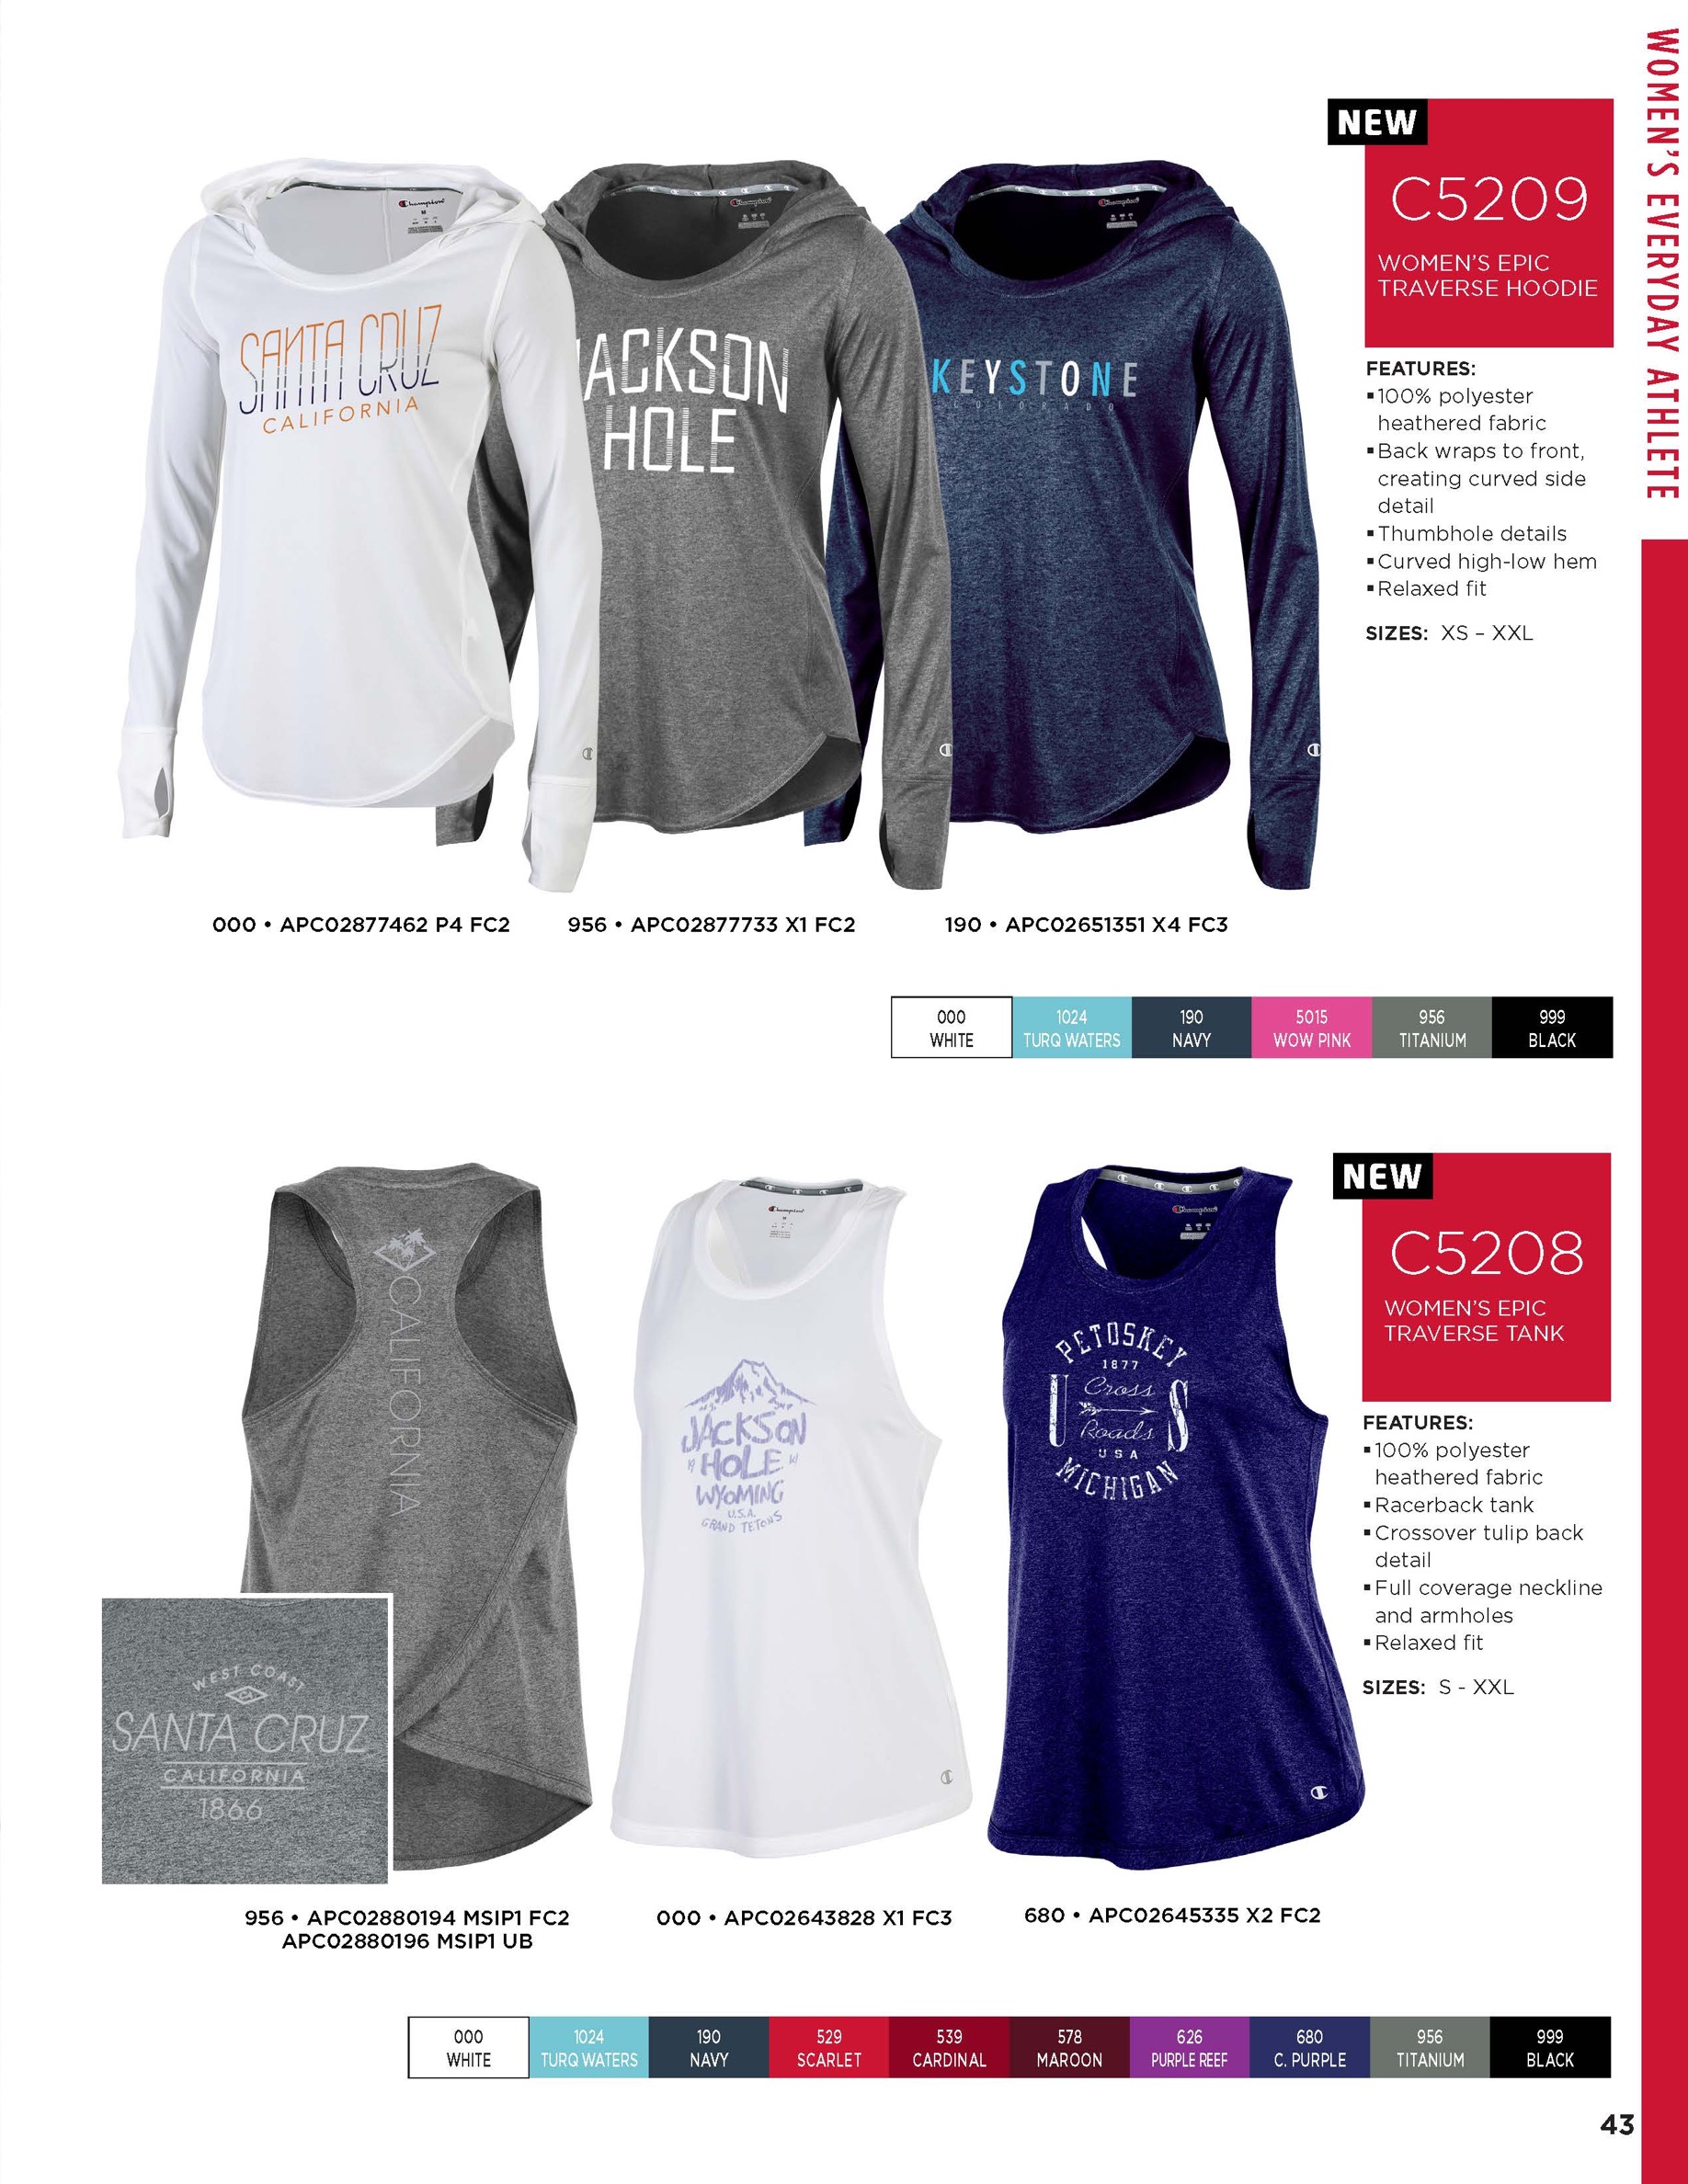 WOMEN'S EVERYDAY ATHLETE
NEW
C5209
WOMEN'S EPIC
TRAVERSE HOODIE
FEATURES:
▪100% polyester
heathered fabric
▪Back wraps to front,
creating curved side
detail
▪Thumbhole details
▪Curved high-low hem
▪Relaxed fit
SIZES: XS – XXL
Champion
M
SANTA CRUZ
CALIFORNIA
Champion
JACKSON
HOLE
Champion
KEYSTONE
COLORADO
000 • APC02877462 P4 FC2
956 • APC02877733 X1 FC2
190 • APC02651351 X4 FC3
000
WHITE
1024
TURQ WATERS
190
NAVY
5015
WOW PINK
956
TITANIUM
999
BLACK
NEW
C5208
WOMEN'S EPIC
TRAVERSE TANK
FEATURES:
▪100% polyester
heathered fabric
▪Racerback tank
▪Crossover tulip back
detail
▪Full coverage neckline
and armholes
▪Relaxed fit
SIZES: S - XXL
CALIFORNIA
WEST COAST
CA
SANTA CRUZ
CALIFORNIA
1866
Champion
M
JACKSON
HOLE
WYOMING
U.S.A.
GRAND TETONS
Champion
PETOSKEY
1877
Cross
U S
Roads
USA
MICHIGAN
956 • APC02880194 MSIP1 FC2
APC02880196 MSIP1 UB
000 • APC02643828 X1 FC3
680 • APC02645335 X2 FC2
000
WHITE
1024
TURQ WATERS
190
NAVY
529
SCARLET
539
CARDINAL
578
MAROON
626
PURPLE REEF
680
C. PURPLE
956
TITANIUM
999
BLACK
43